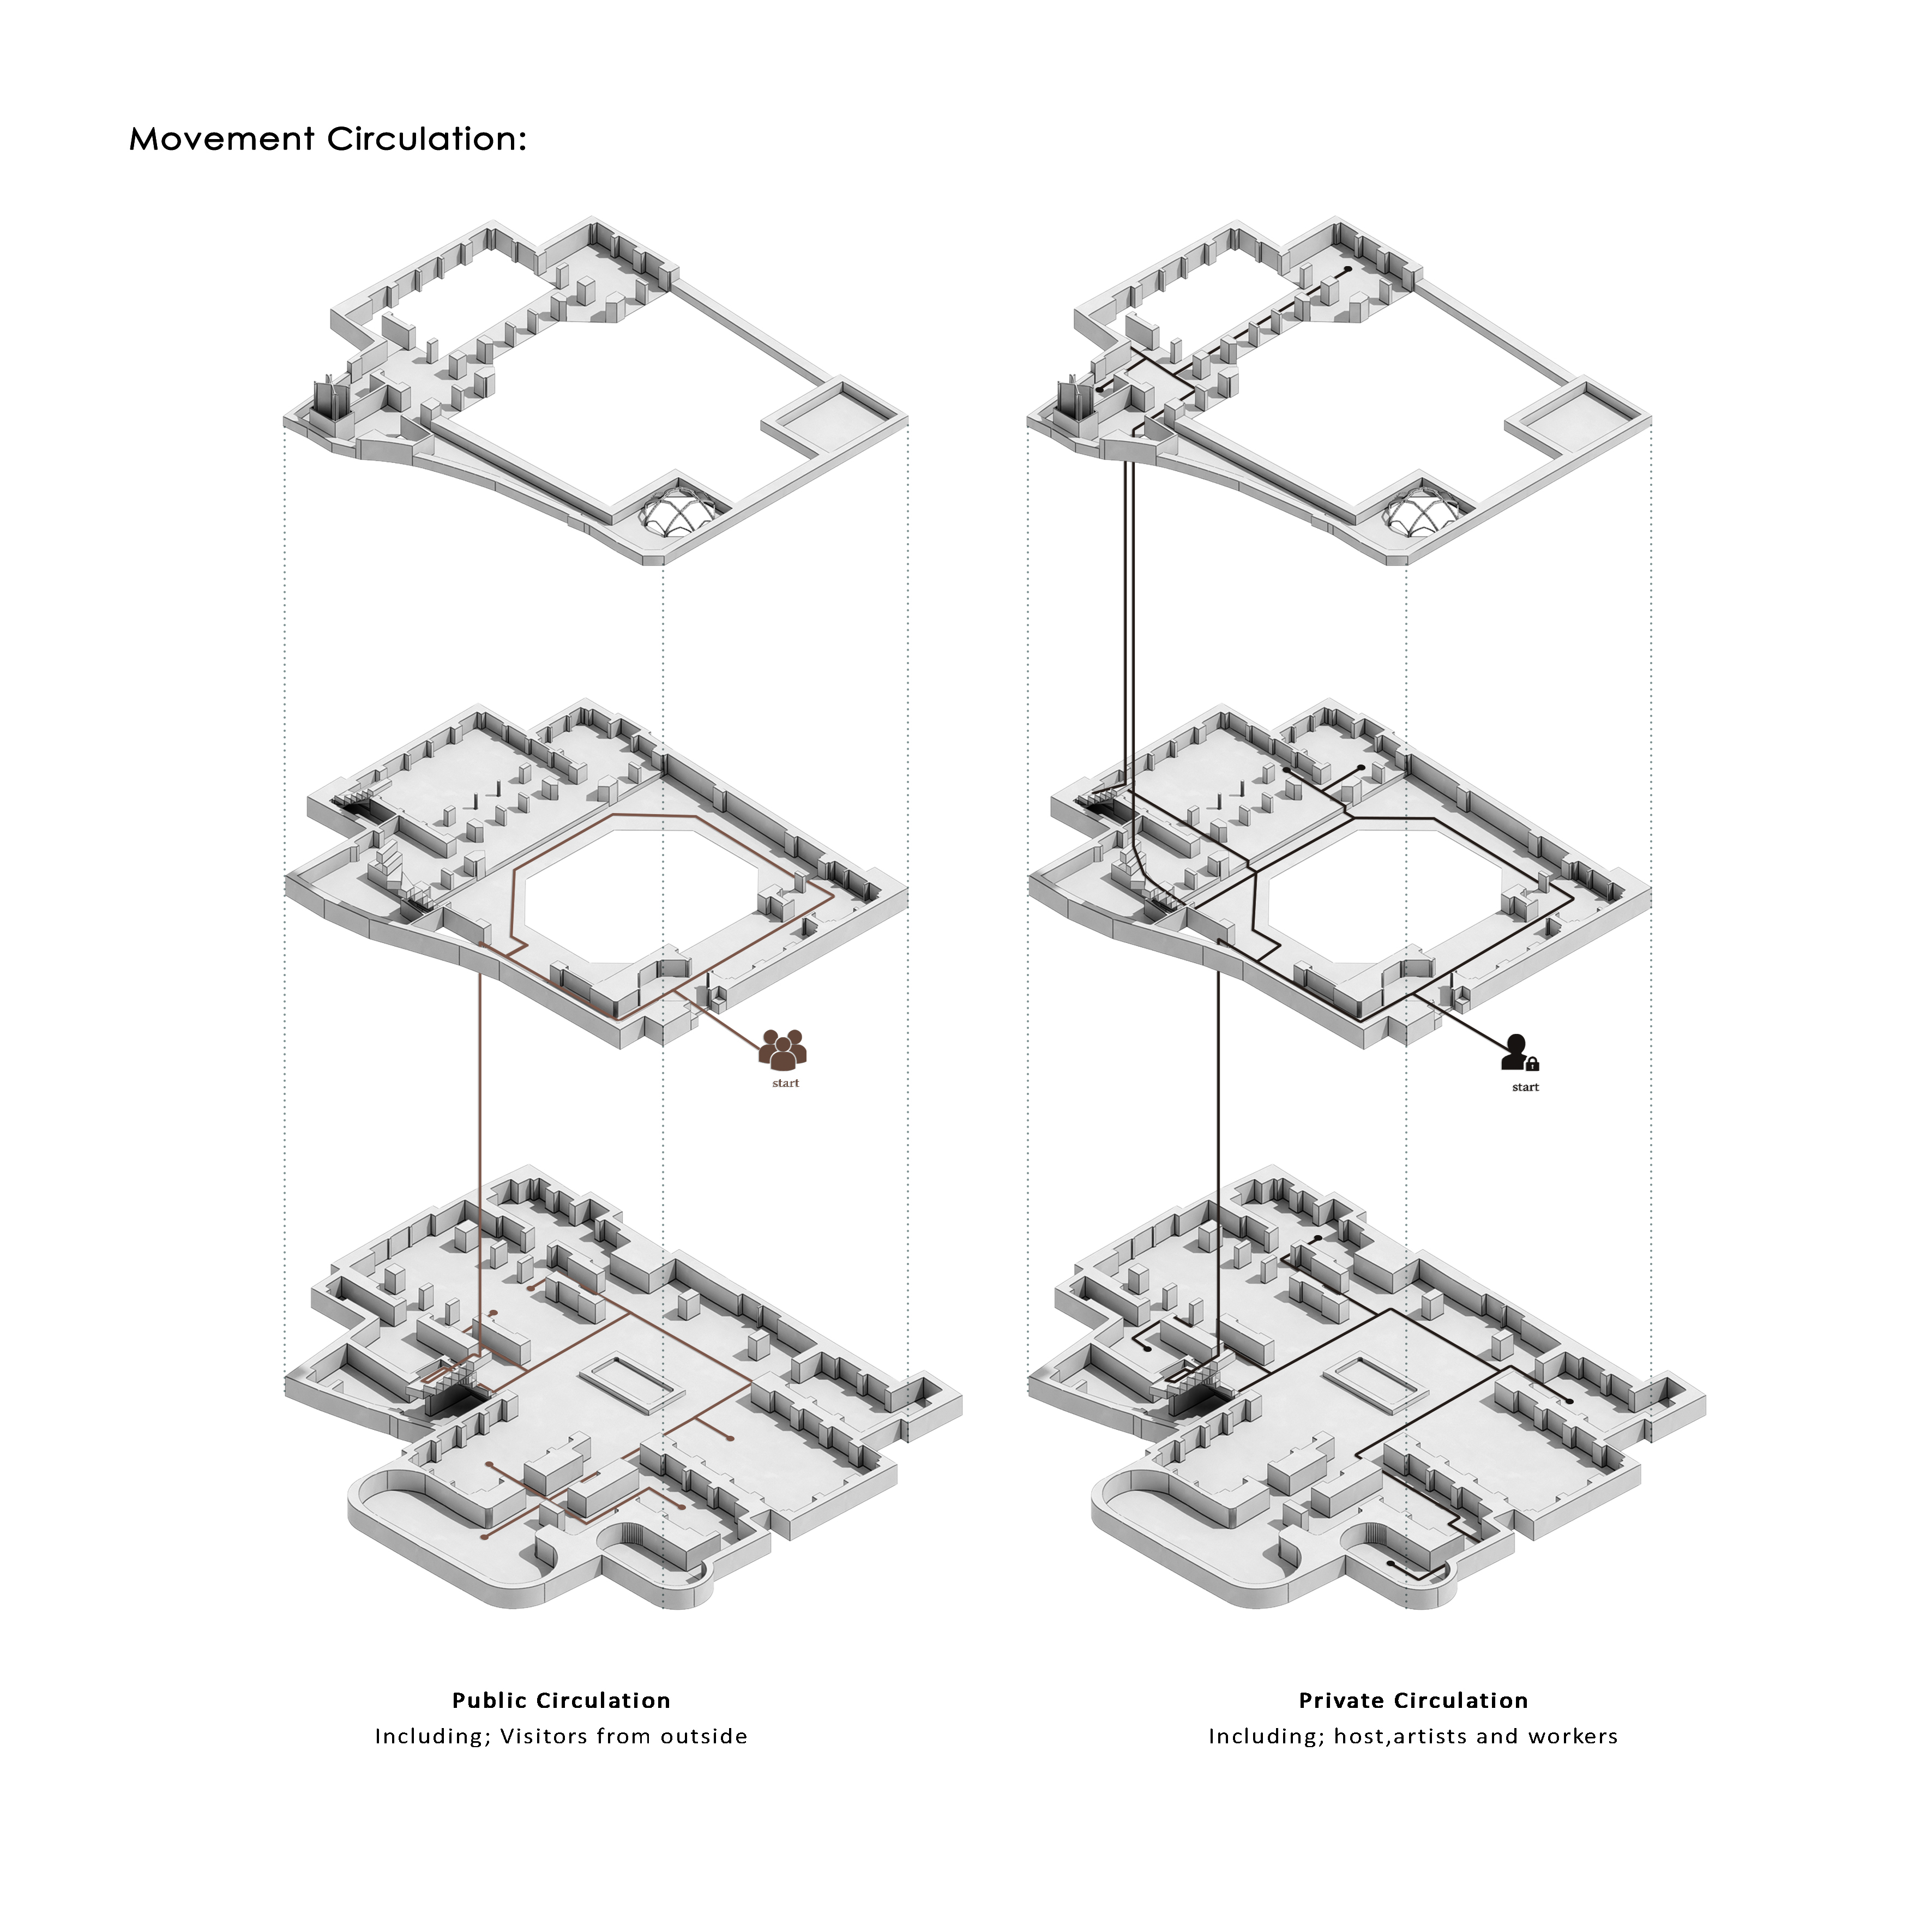 Movement Circulation:
start
start
Public Circulation
Including; Visitors from outside
Private Circulation
Including; host,artists and workers